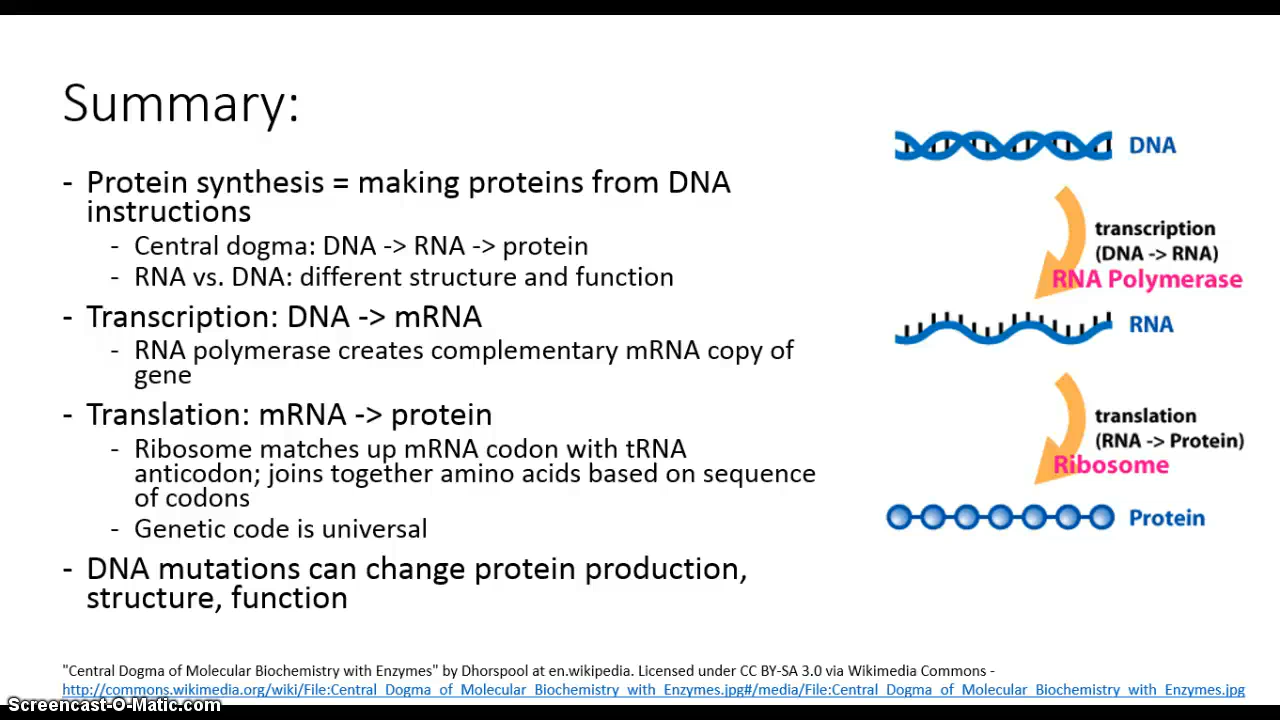 Summary:
- Protein synthesis = making proteins from DNA
instructions
- Central dogma: DNA -> RNA -> protein
- RNA vs. DNA: different structure and function
- Transcription: DNA -> mRNA
- RNA polymerase creates complementary mRNA copy of
gene
- Translation: mRNA -> protein
- Ribosome matches up mRNA codon with tRNA
anticodon; joins together amino acids based on sequence
of codons
- Genetic code is universal
- DNA mutations can change protein production,
structure, function
DNA
transcription
(DNA -> RNA)
RNA Polymerase
RNA
translation
(RNA -> Protein)
Ribosome
Protein
"Central Dogma of Molecular Biochemistry with Enzymes" by Dhorspool at en.wikipedia. Licensed under CC BY-SA 3.0 via Wikimedia Commons -
http://commons.wikimedia.org/wiki/File:Central_Dogma_of_Molecular_Biochemistry_with_Enzymes.jpg#/media/File:Central_Dogma_of_Molecular_Biochemistry_with_Enzymes.jpg
Screencast-O-Matic.com